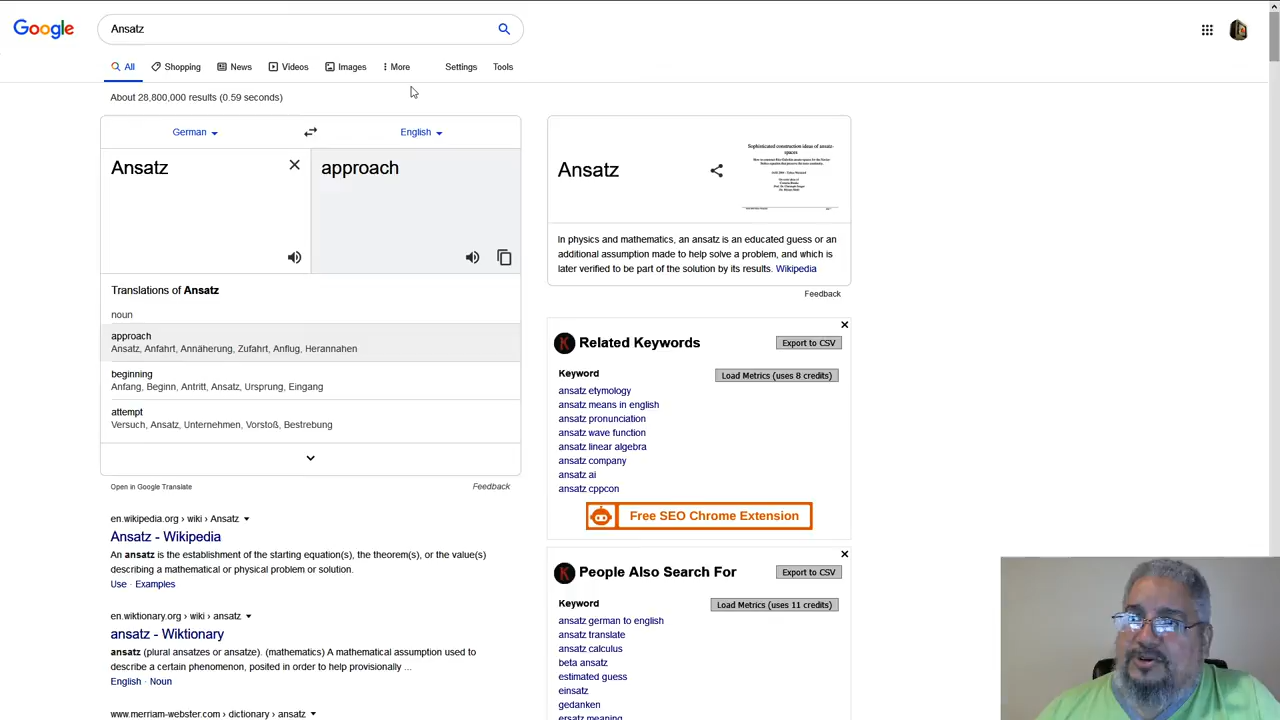 Google
Ansatz
All Shopping News Videos Images More Settings Tools
About 28,800,000 results (0.59 seconds)
German English
Ansatz approach
Translations of Ansatz
noun
approach
Ansatz, Anfahrt, Annäherung, Zufahrt, Anflug, Herannahen
beginning
Anfang, Beginn, Antritt, Ansatz, Ursprung, Eingang
attempt
Versuch, Ansatz, Unternehmen, Vorstoß, Bestrebung
Open in Google Translate Feedback
en.wikipedia.org › wiki › Ansatz
Ansatz - Wikipedia
An ansatz is the establishment of the starting equation(s), the theorem(s), or the value(s)
describing a mathematical or physical problem or solution.
Use · Examples
en.wiktionary.org › wiki › ansatz
ansatz - Wiktionary
ansatz (plural ansatzes or ansatze). (mathematics) A mathematical assumption used to
describe a certain phenomenon, posited in order to help provisionally ...
English · Noun
www.merriam-webster.com › dictionary › ansatz
Ansatz
Sophisticated construction ideas of ansatz-
spaces
In physics and mathematics, an ansatz is an educated guess or an
additional assumption made to help solve a problem, and which is
later verified to be part of the solution by its results. Wikipedia
Feedback
K Related Keywords Export to CSV
Keyword Load Metrics (uses 8 credits)
ansatz etymology
ansatz means in english
ansatz pronunciation
ansatz wave function
ansatz linear algebra
ansatz company
ansatz ai
ansatz cppcon
Free SEO Chrome Extension
K People Also Search For Export to CSV
Keyword Load Metrics (uses 11 credits)
ansatz german to english
ansatz translate
ansatz calculus
beta ansatz
estimated guess
einsatz
gedanken
ersatz meaning